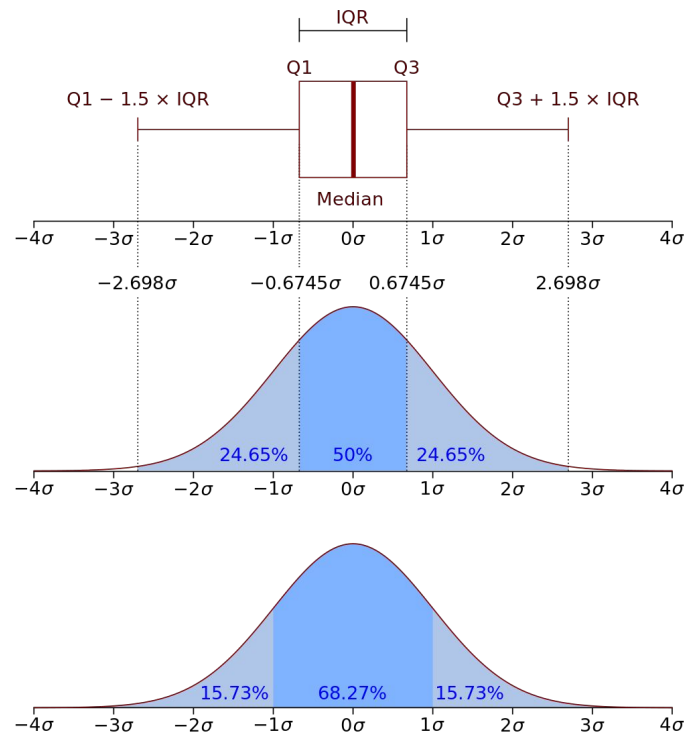 IQR
Q1 Q3
Q1 − 1.5 × IQR Q3 + 1.5 × IQR
Median
−4σ −3σ −2σ −1σ 0σ 1σ 2σ 3σ 4σ
−2.698σ −0.6745σ 0.6745σ 2.698σ
24.65% 50% 24.65%
−4σ −3σ −2σ −1σ 0σ 1σ 2σ 3σ 4σ
15.73% 68.27% 15.73%
−4σ −3σ −2σ −1σ 0σ 1σ 2σ 3σ 4σ